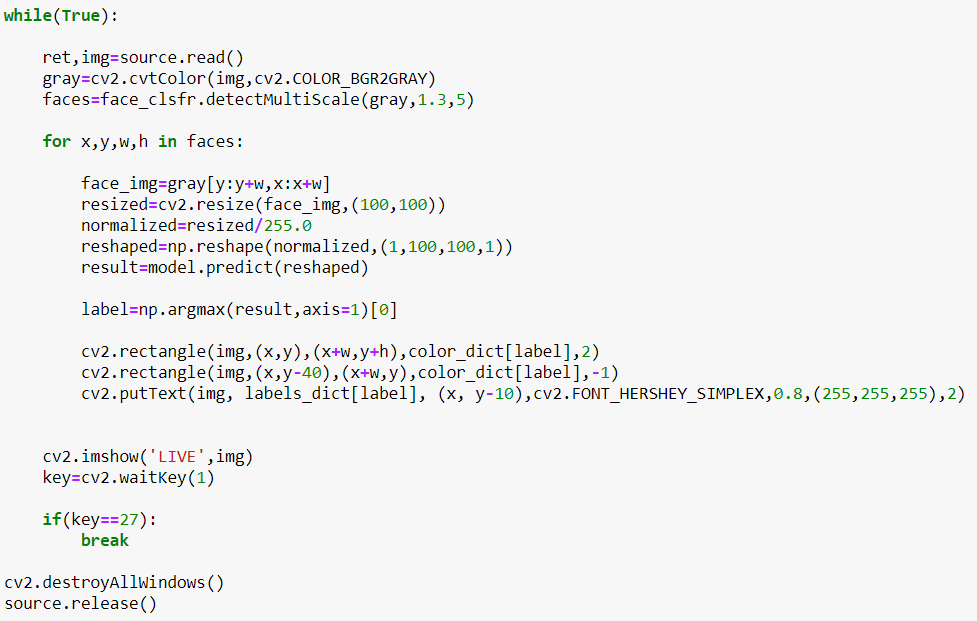 while(True):
ret,img=source.read()
gray=cv2.cvtColor(img,cv2.COLOR_BGR2GRAY)
faces=face_clsfr.detectMultiScale(gray,1.3,5)
for x,y,w,h in faces:
face_img=gray[y:y+w,x:x+w]
resized=cv2.resize(face_img,(100,100))
normalized=resized/255.0
reshaped=np.reshape(normalized,(1,100,100,1))
result=model.predict(reshaped)
label=np.argmax(result,axis=1)[0]
cv2.rectangle(img,(x,y),(x+w,y+h),color_dict[label],2)
cv2.rectangle(img,(x,y-40),(x+w,y),color_dict[label],-1)
cv2.putText(img, labels_dict[label], (x, y-10),cv2.FONT_HERSHEY_SIMPLEX,0.8,(255,255,255),2)
cv2.imshow('LIVE',img)
key=cv2.waitKey(1)
if(key==27):
break
cv2.destroyAllWindows()
source.release()